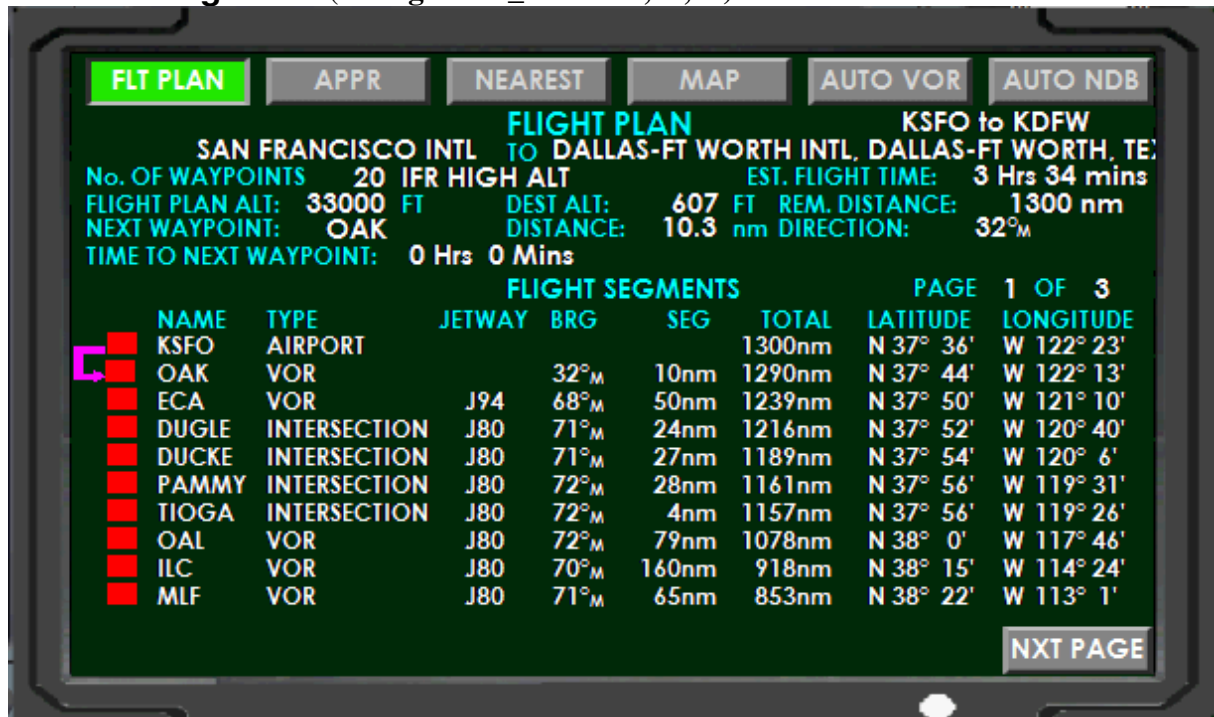 FLT PLAN APPR NEAREST MAP AUTO VOR AUTO NDB
FLIGHT PLAN KSFO to KDFW
SAN FRANCISCO INTL TO DALLAS-FT WORTH INTL, DALLAS-FT WORTH,
No. OF WAYPOINTS 20 IFR HIGH ALT EST. FLIGHT TIME: 3 Hrs 34 mins
FLIGHT PLAN ALT: 33000 FT DEST ALT: 607 FT REM. DISTANCE: 1300 nm
NEXT WAYPOINT: OAK DISTANCE: 10.3 nm DIRECTION: 32°M
TIME TO NEXT WAYPOINT: 0 Hrs 0 Mins
FLIGHT SEGMENTS PAGE 1 OF 3
NAME TYPE JETWAY BRG SEG TOTAL LATITUDE LONGITUDE
KSFO AIRPORT 1300nm N 37° 36' W 122° 23'
OAK VOR 32°M 10nm 1290nm N 37° 44' W 122° 13'
ECA VOR J94 68°M 50nm 1239nm N 37° 50' W 121° 10'
DUGLE INTERSECTION J80 71°M 24nm 1216nm N 37° 52' W 120° 40'
DUCKE INTERSECTION J80 71°M 27nm 1189nm N 37° 54' W 120° 6'
PAMMY INTERSECTION J80 72°M 28nm 1161nm N 37° 56' W 119° 31'
TIOGA INTERSECTION J80 72°M 4nm 1157nm N 37° 56' W 119° 26'
OAL VOR J80 72°M 79nm 1078nm N 38° 0' W 117° 46'
ILC VOR J80 70°M 160nm 918nm N 38° 15' W 114° 24'
MLF VOR J80 71°M 65nm 853nm N 38° 22' W 113° 1'
NXT PAGE